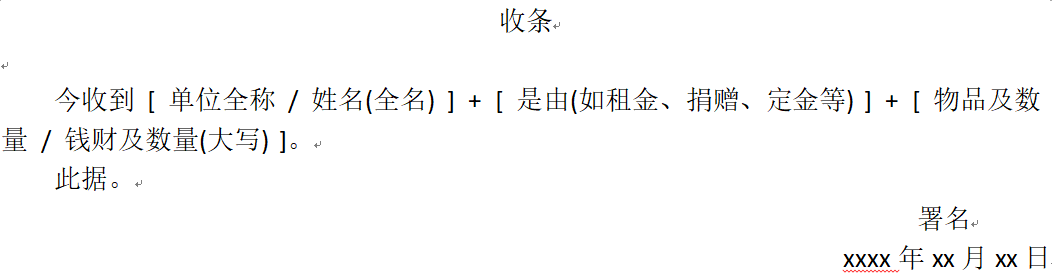 收条
今收到 [ 单位全称 / 姓名(全名) ] + [ 是由(如租金、捐赠、定金等) ] + [ 物品及数
量 / 钱财及数量(大写) ]。
此据。
署名
xxxx 年 xx 月 xx 日